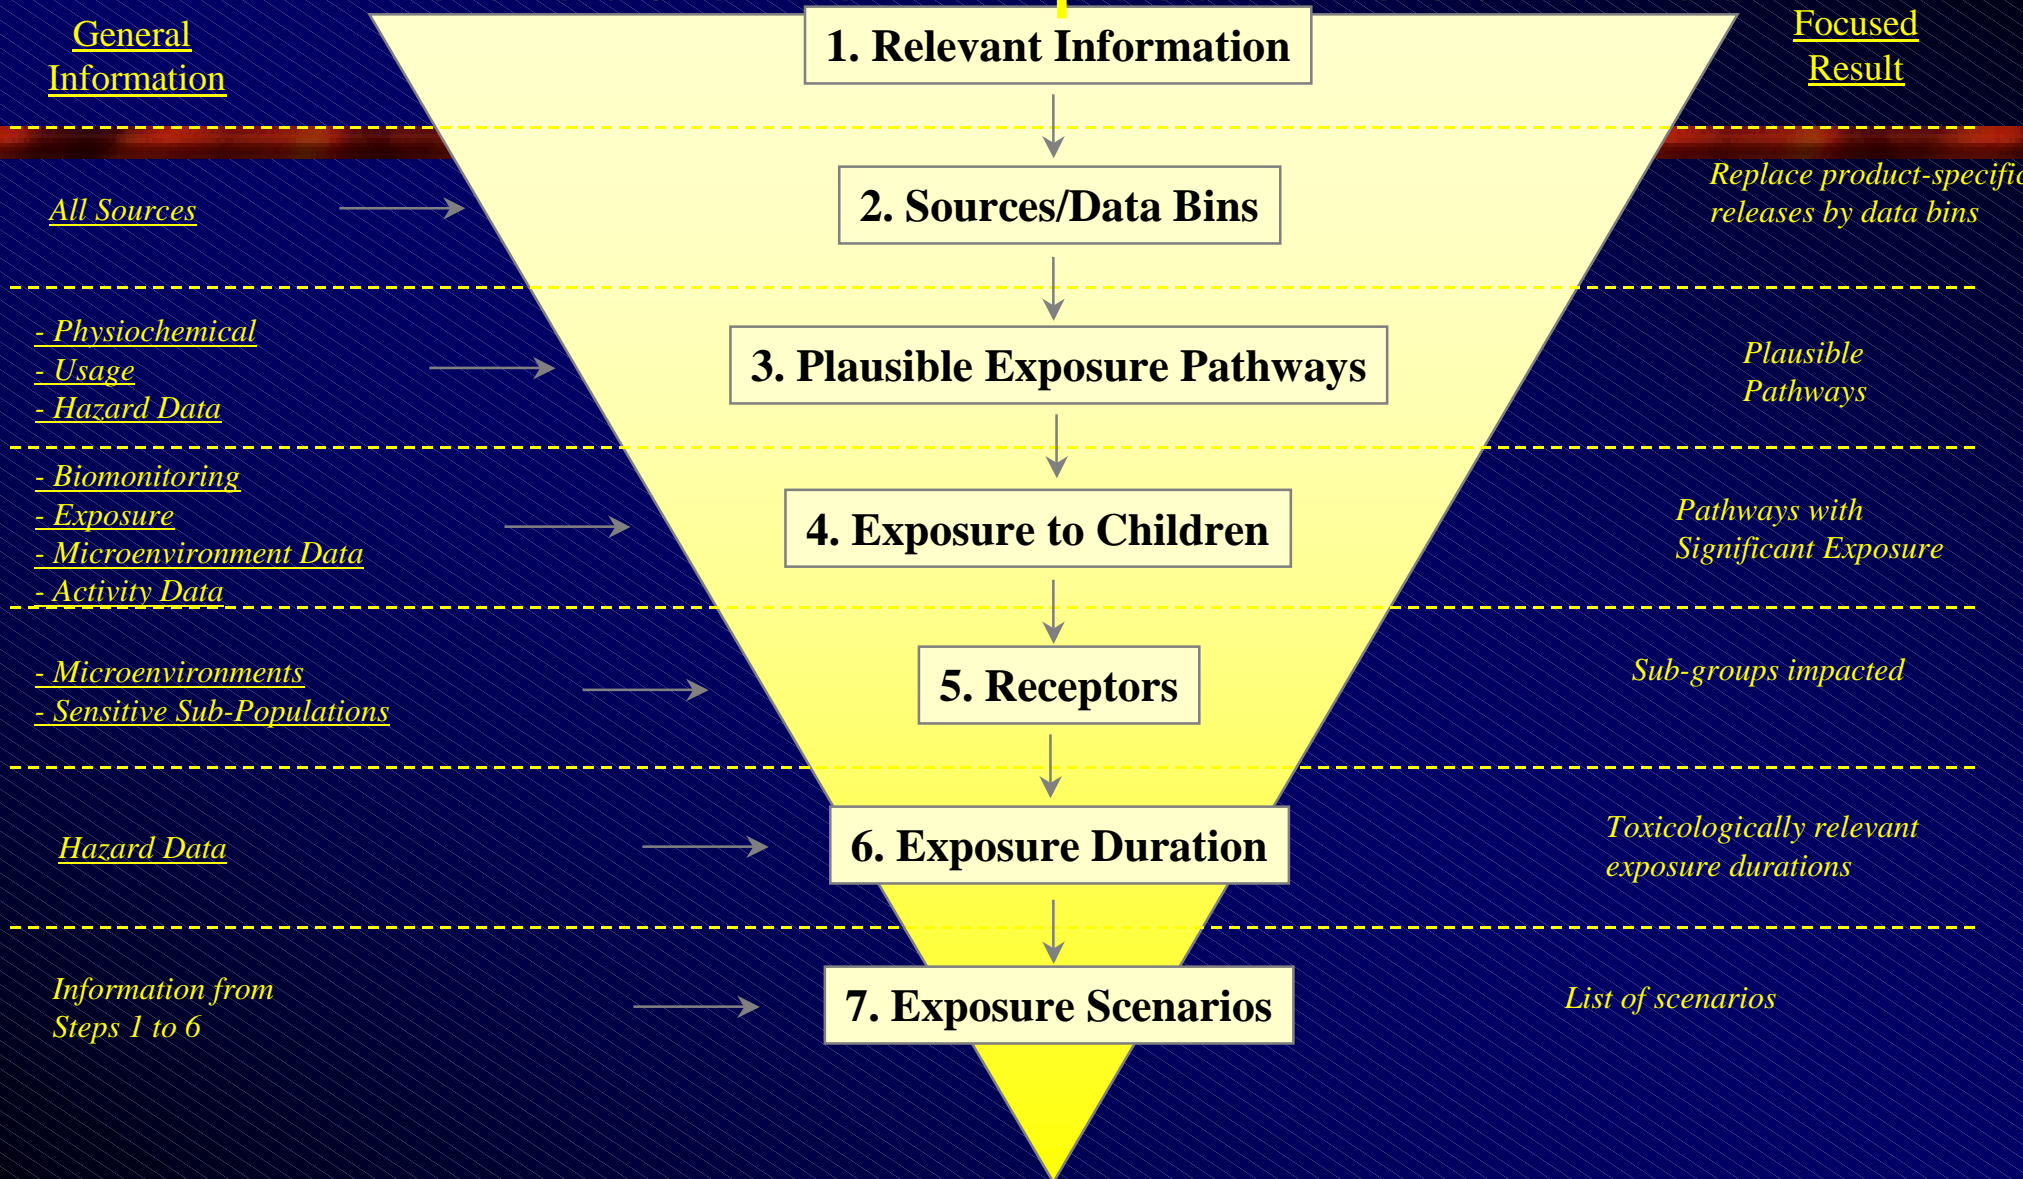 General
Information
1. Relevant Information
Focused
Result
All Sources
2. Sources/Data Bins
Replace product-specific
releases by data bins
- Physiochemical
- Usage
- Hazard Data
3. Plausible Exposure Pathways
Plausible
Pathways
- Biomonitoring
- Exposure
- Microenvironment Data
- Activity Data
4. Exposure to Children
Pathways with
Significant Exposure
- Microenvironments
- Sensitive Sub-Populations
5. Receptors
Sub-groups impacted
Hazard Data
6. Exposure Duration
Toxicologically relevant
exposure durations
Information from
Steps 1 to 6
7. Exposure Scenarios
List of scenarios